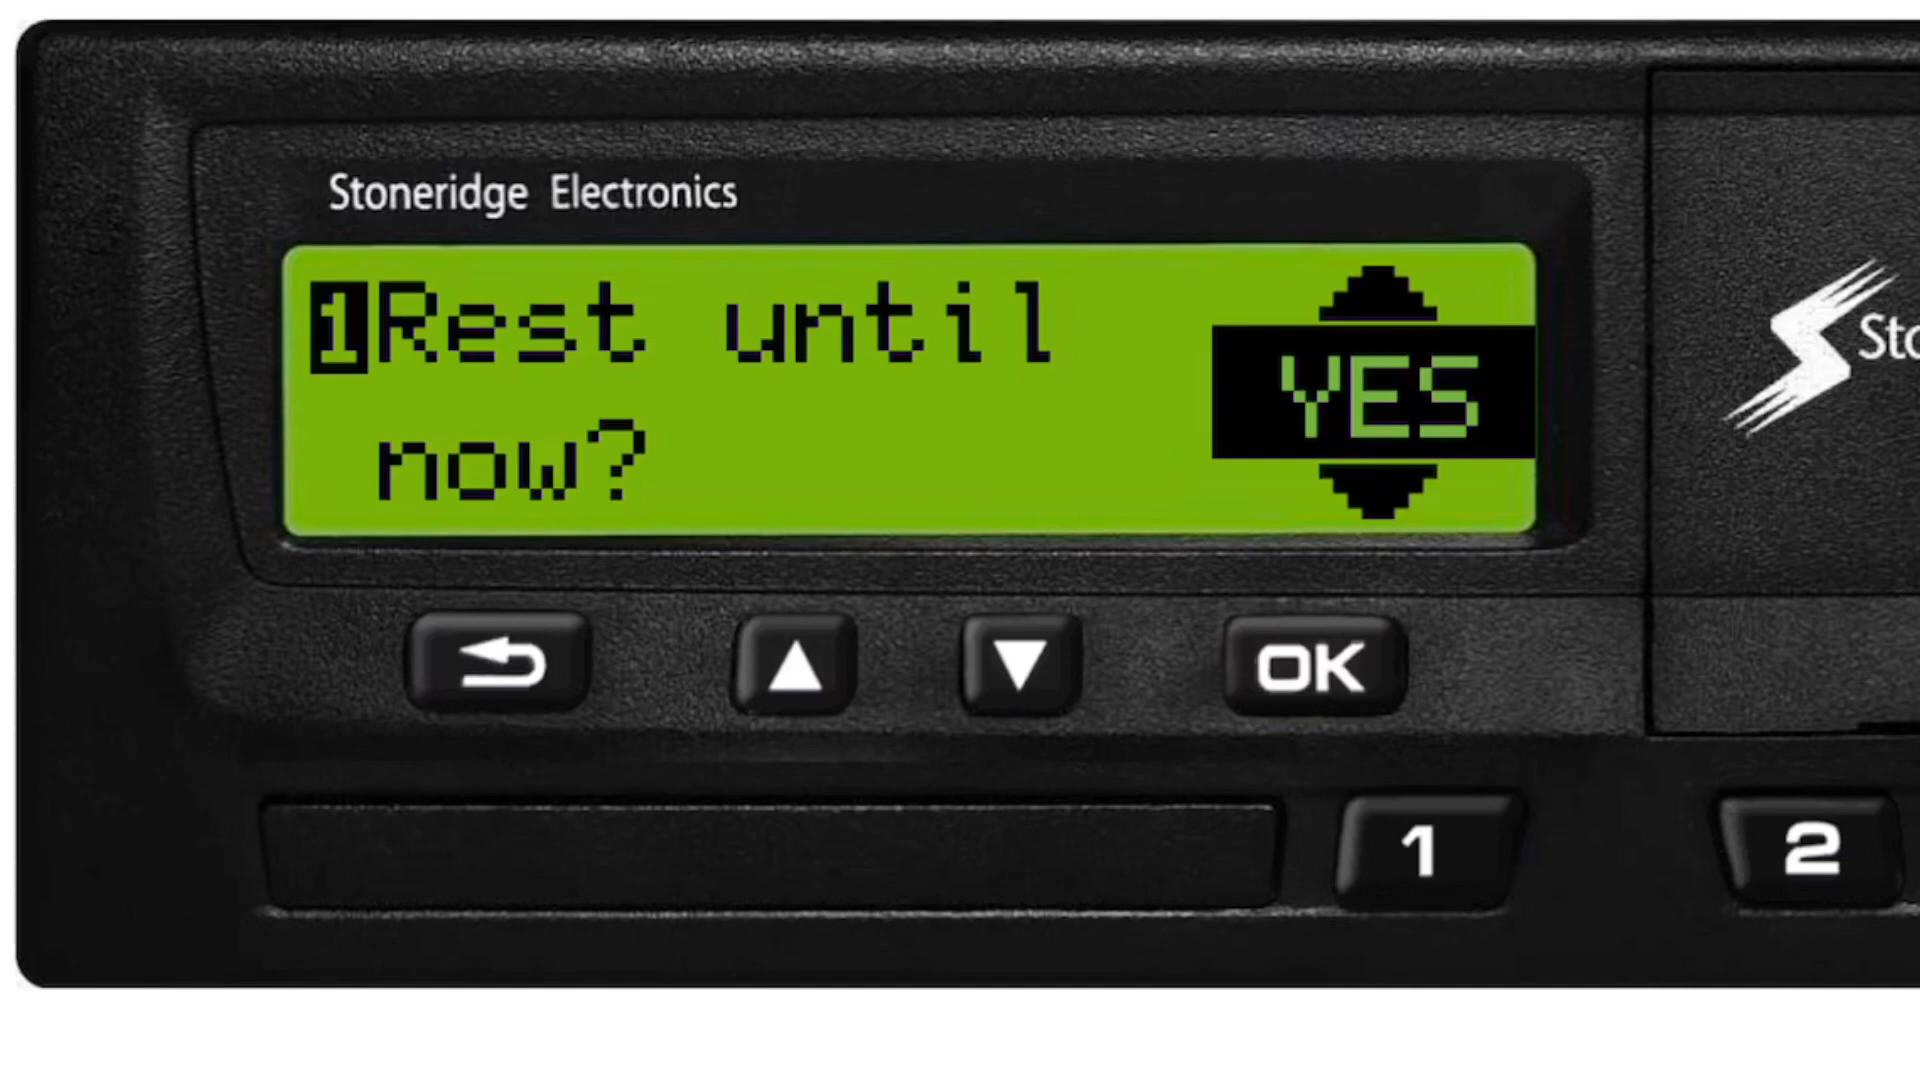 Stoneridge Electronics
1Rest until
now?
YES
Sto
OK
1
2